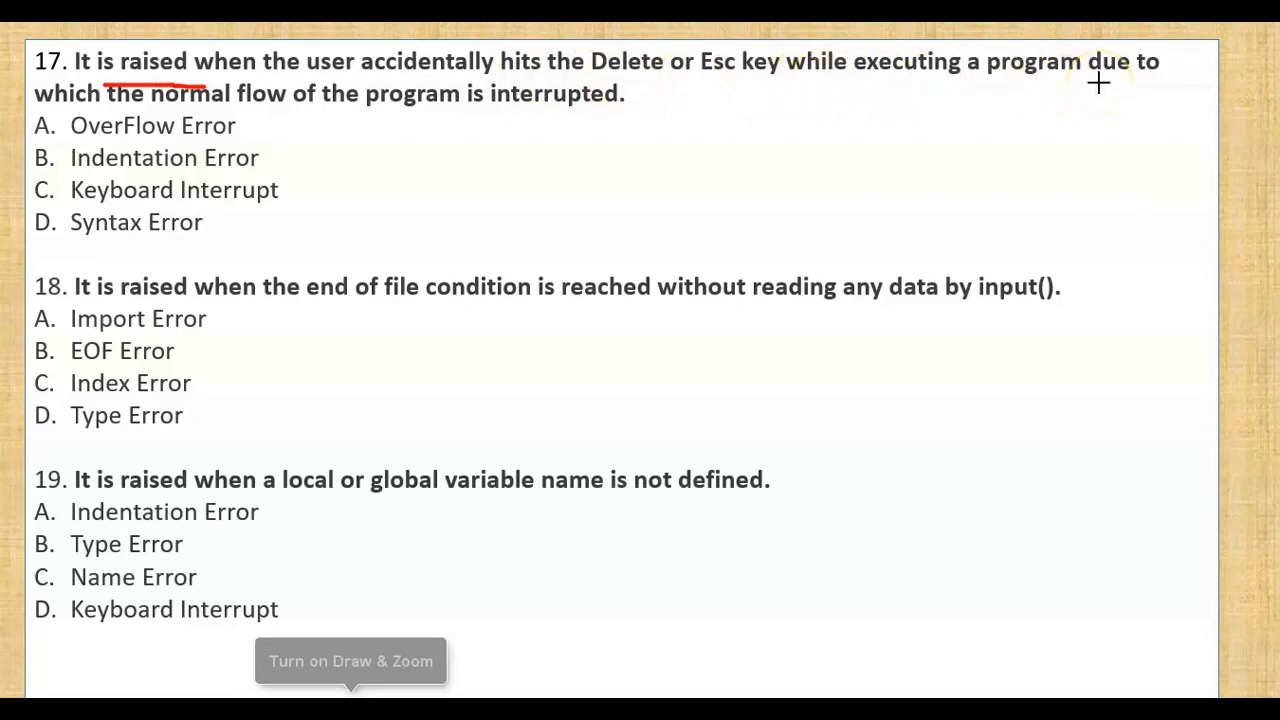 17. It is raised when the user accidentally hits the Delete or Esc key while executing a program due to
which the normal flow of the program is interrupted.
A. OverFlow Error
B. Indentation Error
C. Keyboard Interrupt
D. Syntax Error
18. It is raised when the end of file condition is reached without reading any data by input().
A. Import Error
B. EOF Error
C. Index Error
D. Type Error
19. It is raised when a local or global variable name is not defined.
A. Indentation Error
B. Type Error
C. Name Error
D. Keyboard Interrupt
Turn on Draw & Zoom